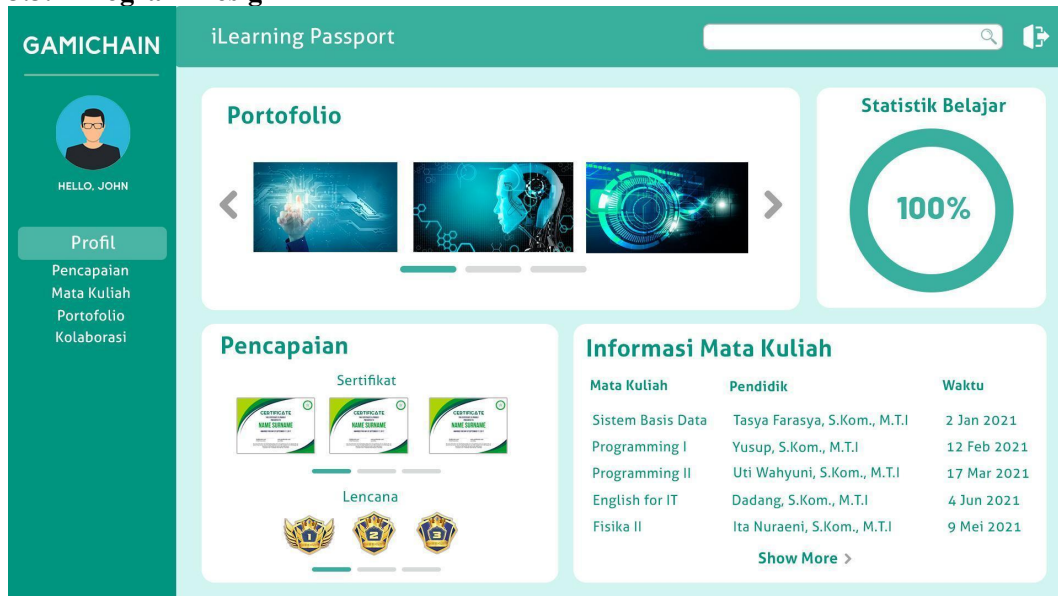 GAMICHAIN
HELLO, JOHN
Profil
Pencapaian
Mata Kuliah
Portofolio
Kolaborasi
iLearning Passport
Portofolio
Statistik Belajar
100%
Pencapaian
Sertifikat
CERTIFICATE CERTIFICATE CERTIFICATE
NAME SURNAME NAME SURNAME NAME SURNAME
Lencana
1 2 3
Informasi Mata Kuliah
Mata Kuliah Pendidik Waktu
Sistem Basis Data Tasya Farasya, S.Kom., M.T.I 2 Jan 2021
Programming I Yusup, S.Kom., M.T.I 12 Feb 2021
Programming II Uti Wahyuni, S.Kom., M.T.I 17 Mar 2021
English for IT Dadang, S.Kom., M.T.I 4 Jun 2021
Fisika II Ita Nuraeni, S.Kom., M.T.I 9 Mei 2021
Show More